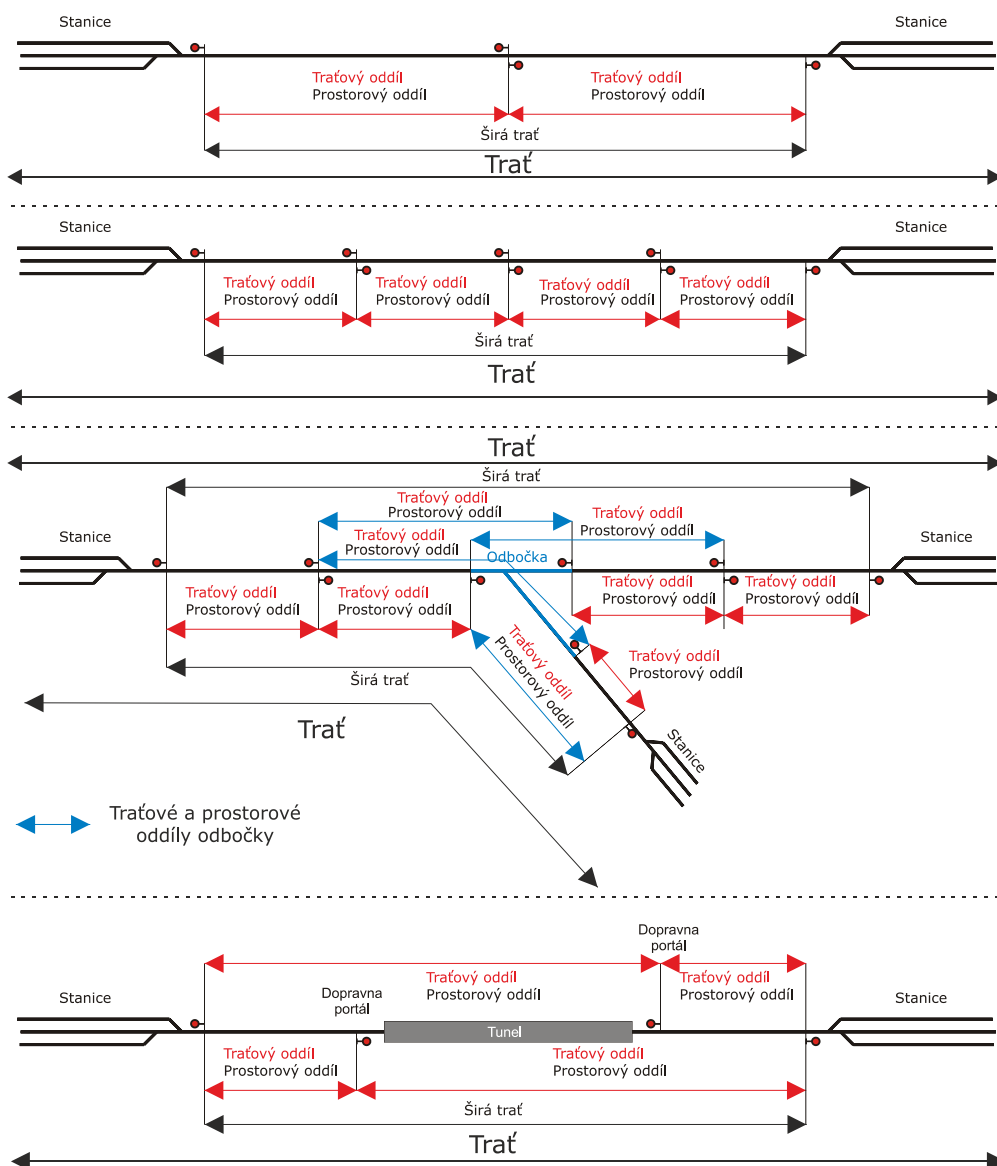 Stanice
Stanice
Traťový oddíl
Prostorový oddíl
Traťový oddíl
Prostorový oddíl
Širá trať
Trať
Stanice
Stanice
Traťový oddíl
Prostorový oddíl
Traťový oddíl
Prostorový oddíl
Traťový oddíl
Prostorový oddíl
Traťový oddíl
Prostorový oddíl
Širá trať
Trať
Trať
Širá trať
Traťový oddíl
Prostorový oddíl
Traťový oddíl
Prostorový oddíl
Traťový oddíl
Prostorový oddíl
Stanice
Odbočka
Stanice
Traťový oddíl
Prostorový oddíl
Traťový oddíl
Prostorový oddíl
Traťový oddíl
Prostorový oddíl
Traťový oddíl
Prostorový oddíl
Traťový oddíl
Prostorový oddíl
Traťový oddíl
Prostorový oddíl
Širá trať
Trať
Stanice
Traťové a prostorové
oddíly odbočky
Dopravna
portál
Traťový oddíl
Prostorový oddíl
Traťový oddíl
Prostorový oddíl
Stanice
Dopravna
portál
Stanice
Tunel
Traťový oddíl
Prostorový oddíl
Traťový oddíl
Prostorový oddíl
Širá trať
Trať